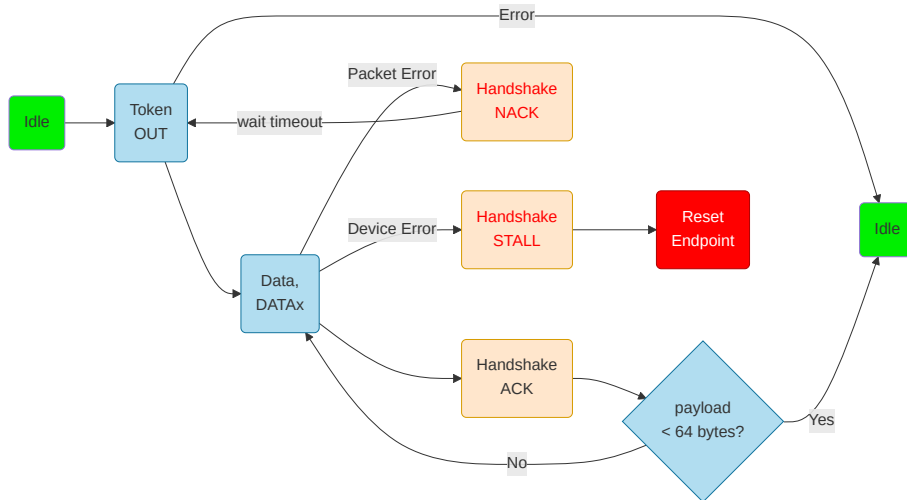 Error
Packet Error
Handshake
NACK
Token
OUT
Idle
wait timeout
Device Error
Handshake
STALL
Reset
Endpoint
Idle
Data,
DATAx
Handshake
ACK
payload
< 64 bytes?
Yes
No